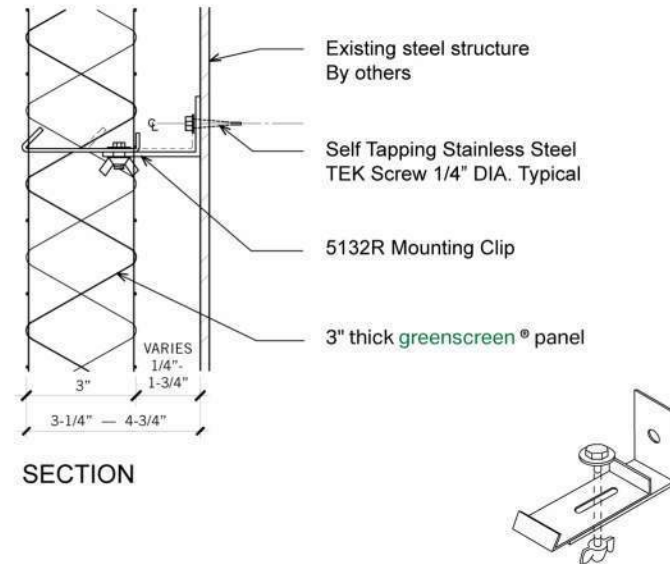 Existing steel structure
By others
℄
Self Tapping Stainless Steel
TEK Screw 1/4” DIA. Typical
5132R Mounting Clip
3" thick greenscreen ® panel
VARIES
1/4”-
1-3/4”
3”
3-1/4” — 4-3/4”
SECTION